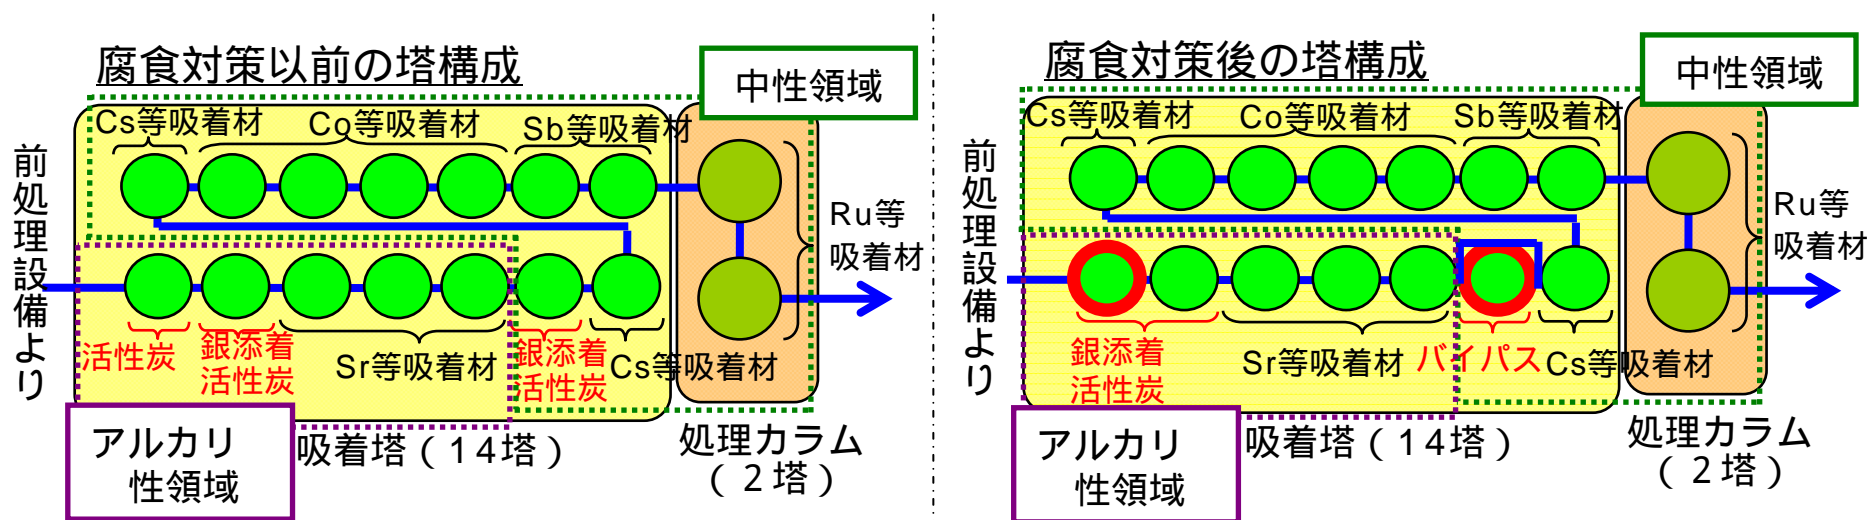 腐食対策以前の塔構成
中性領域
Cs等吸着材
Co等吸着材
Sb等吸着材
前処理設備より
Ru等
吸着材
活性炭
銀添着
活性炭
Sr等吸着材
銀添着
活性炭
Cs等吸着材
アルカリ
性領域
吸着塔（14塔）
処理カラム
（２塔）
腐食対策後の塔構成
中性領域
Cs等吸着材
Co等吸着材
Sb等吸着材
前処理設備より
Ru等
吸着材
銀添着
活性炭
Sr等吸着材
バイパス
Cs等吸着材
アルカリ
性領域
吸着塔（14塔）
処理カラム
（２塔）